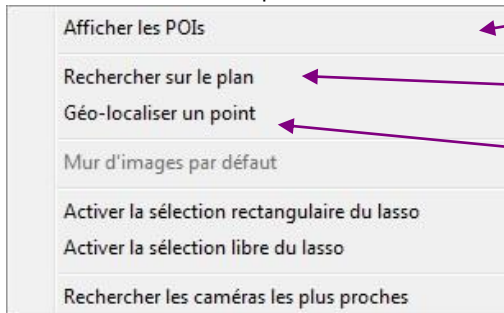 Afficher les POIs
Rechercher sur le plan
Géo-localiser un point
Mur d'images par défaut
Activer la sélection rectangulaire du lasso
Activer la sélection libre du lasso
Rechercher les caméras les plus proches